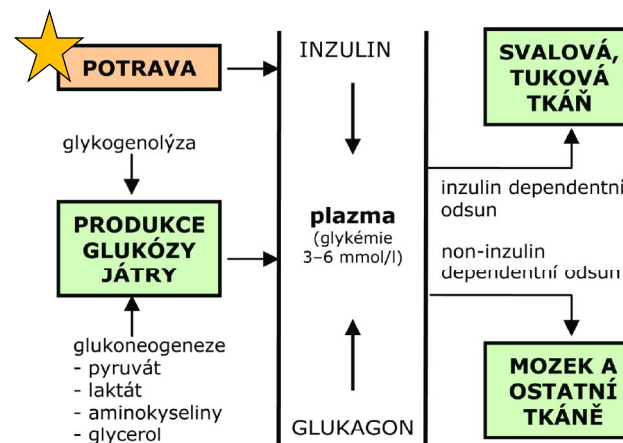 POTRAVA
glykogenolýza
PRODUKCE
GLUKÓZY
JÁTRY
glukoneogeneze
- pyruvát
- laktát
- aminokyseliny
- glycerol
INZULIN
plazma
(glykémie
3–6 mmol/l)
GLUKAGON
SVALOVÁ,
TUKOVÁ
TKÁŇ
inzulin dependentní
odsun
non-inzulin
dependentní odsun
MOZEK A
OSTATNÍ
TKÁNĚ